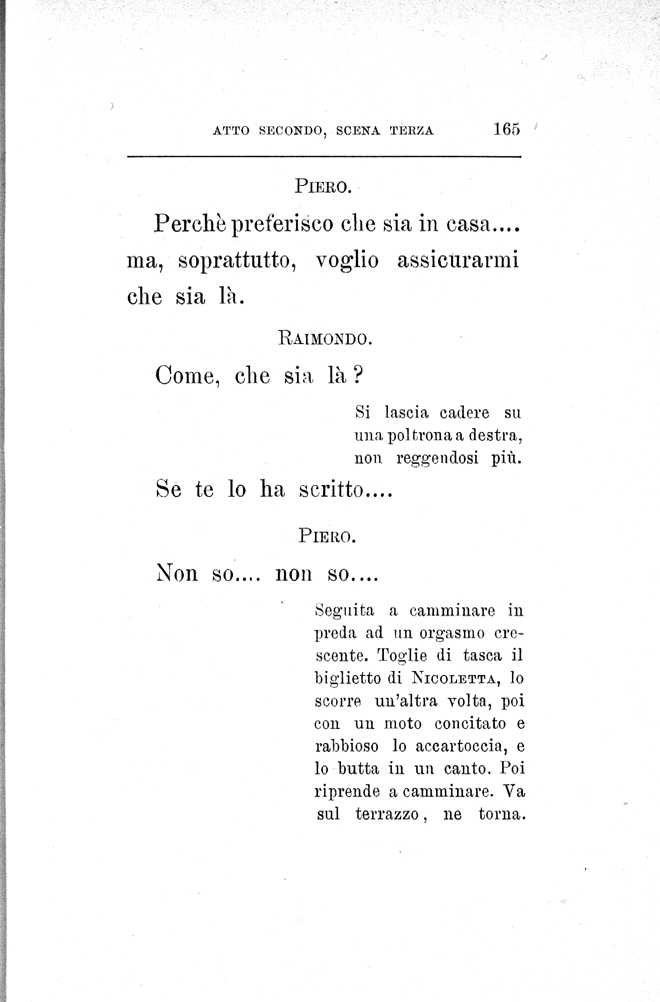 ATTO SECONDO, SCENA TERZA 165
PIERO.
Perchè preferisco che sia in casa....
ma, soprattutto, voglio assicurarmi
che sia là.
RAIMONDO.
Come, che sia là?
Si lascia cadere su
una poltrona a destra,
non reggendosi più.
Se te lo ha scritto....
PIERO.
Non so.... non so....
Seguita a camminare in
preda ad un orgasmo cre-
scente. Toglie di tasca il
biglietto di NICOLETTA, lo
scorre un'altra volta, poi
con un moto concitato e
rabbioso lo accartoccia, e
lo butta in un canto. Poi
riprende a camminare. Va
sul terrazzo, ne torna.